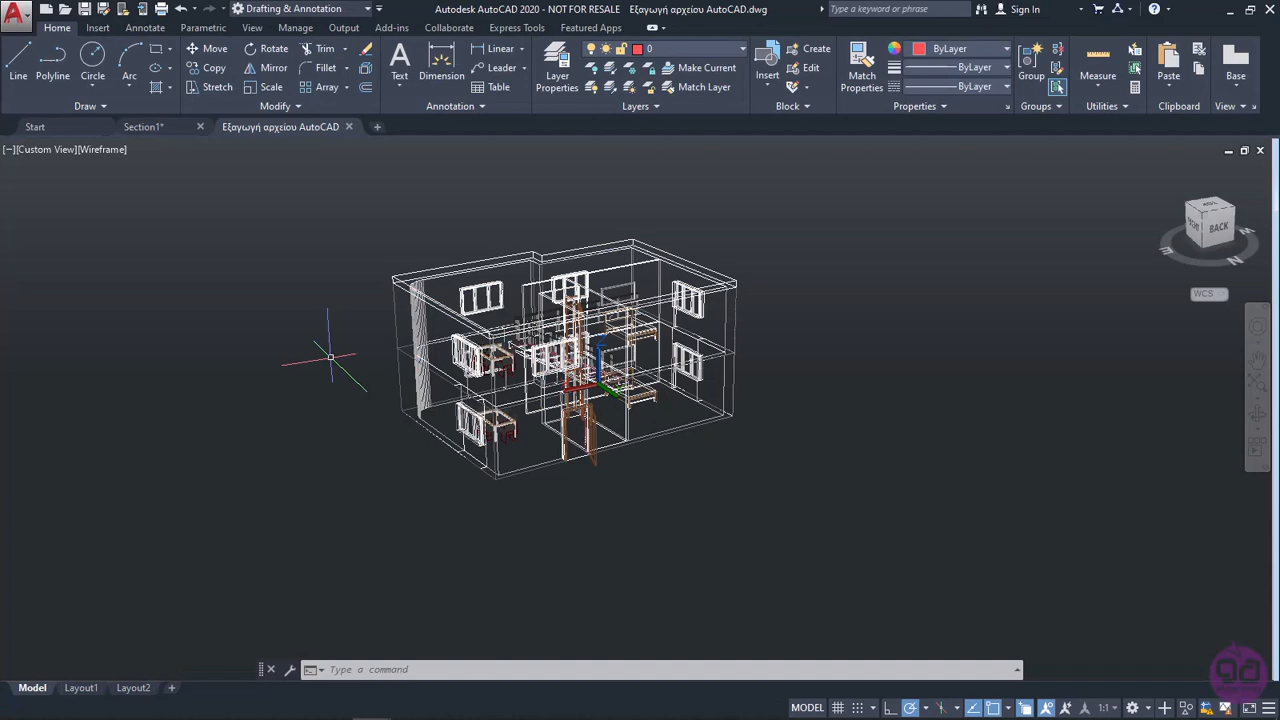 Drafting & Annotation
Autodesk AutoCAD 2020 - NOT FOR RESALE Εξαγωγή αρχείου AutoCAD.dwg
Type a keyword or phrase
Sign In
Home Insert Annotate Parametric View Manage Output Add-ins Collaborate Express Tools Featured Apps
Line Polyline Circle Arc
Move Rotate Trim
Copy Mirror Fillet
Stretch Scale Array
Text Dimension
Linear
Leader
Table
Layer Properties
0
Make Current
Match Layer
Insert
Create
Edit
Match Properties
ByLayer
ByLayer
ByLayer
Group
Measure
Paste
Base
Draw Modify Annotation Layers Block Properties Groups Utilities Clipboard View
Start Section1* Εξαγωγή αρχείου AutoCAD
[−][Custom View][Wireframe]
BACK
WCS
Type a command
Model Layout1 Layout2 +
MODEL 1:1